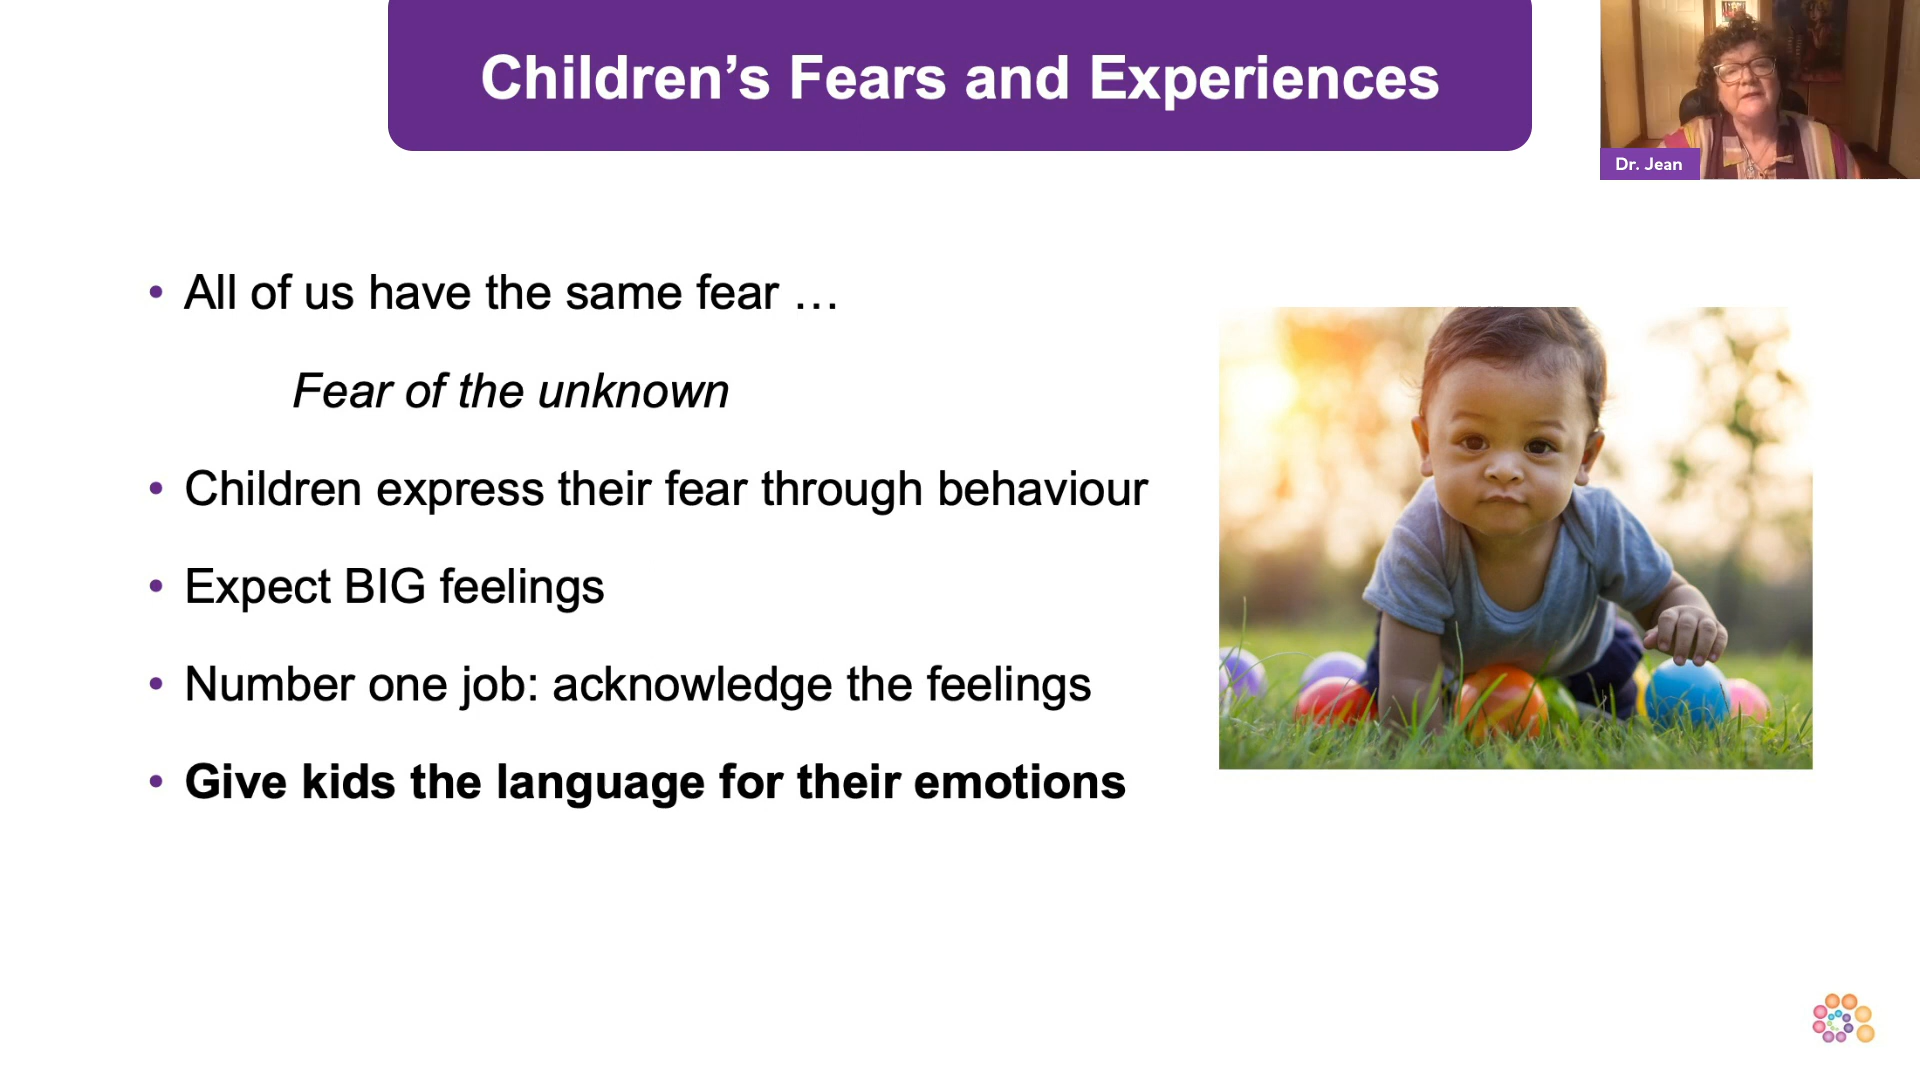 Children’s Fears and Experiences
Dr. Jean
• All of us have the same fear …
Fear of the unknown
• Children express their fear through behaviour
• Expect BIG feelings
• Number one job: acknowledge the feelings
• Give kids the language for their emotions